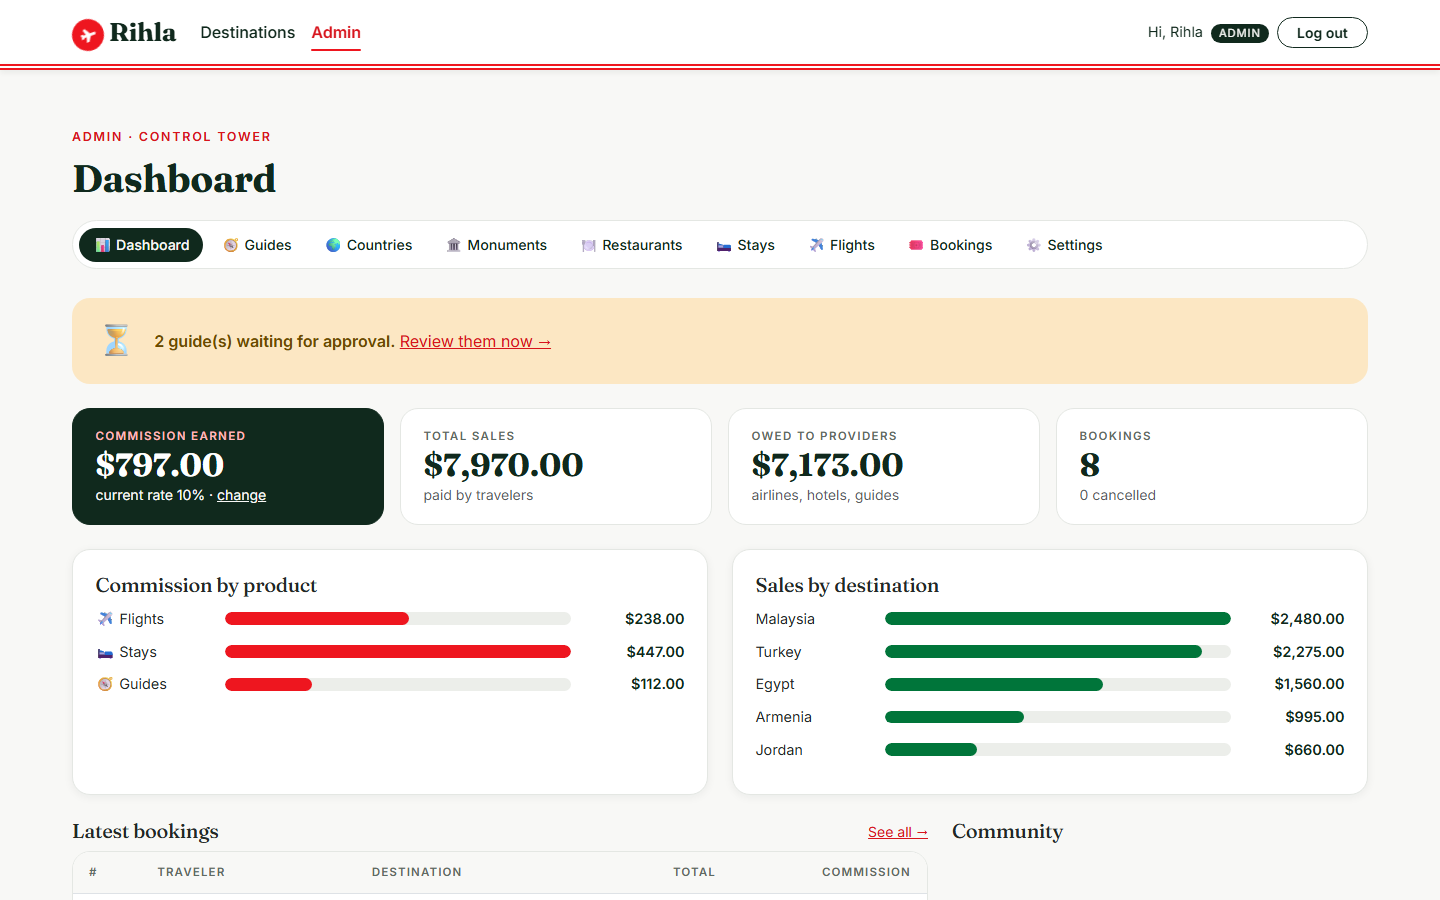 Rihla Destinations Admin Hi, Rihla ADMIN Log out
ADMIN · CONTROL TOWER
Dashboard
Dashboard Guides Countries Monuments Restaurants Stays Flights Bookings Settings
2 guide(s) waiting for approval. Review them now →
COMMISSION EARNED
$797.00
current rate 10% · change
TOTAL SALES
$7,970.00
paid by travelers
OWED TO PROVIDERS
$7,173.00
airlines, hotels, guides
BOOKINGS
8
0 cancelled
Commission by product
Flights $238.00
Stays $447.00
Guides $112.00
Sales by destination
Malaysia $2,480.00
Turkey $2,275.00
Egypt $1,560.00
Armenia $995.00
Jordan $660.00
Latest bookings See all →
# TRAVELER DESTINATION TOTAL COMMISSION
Community